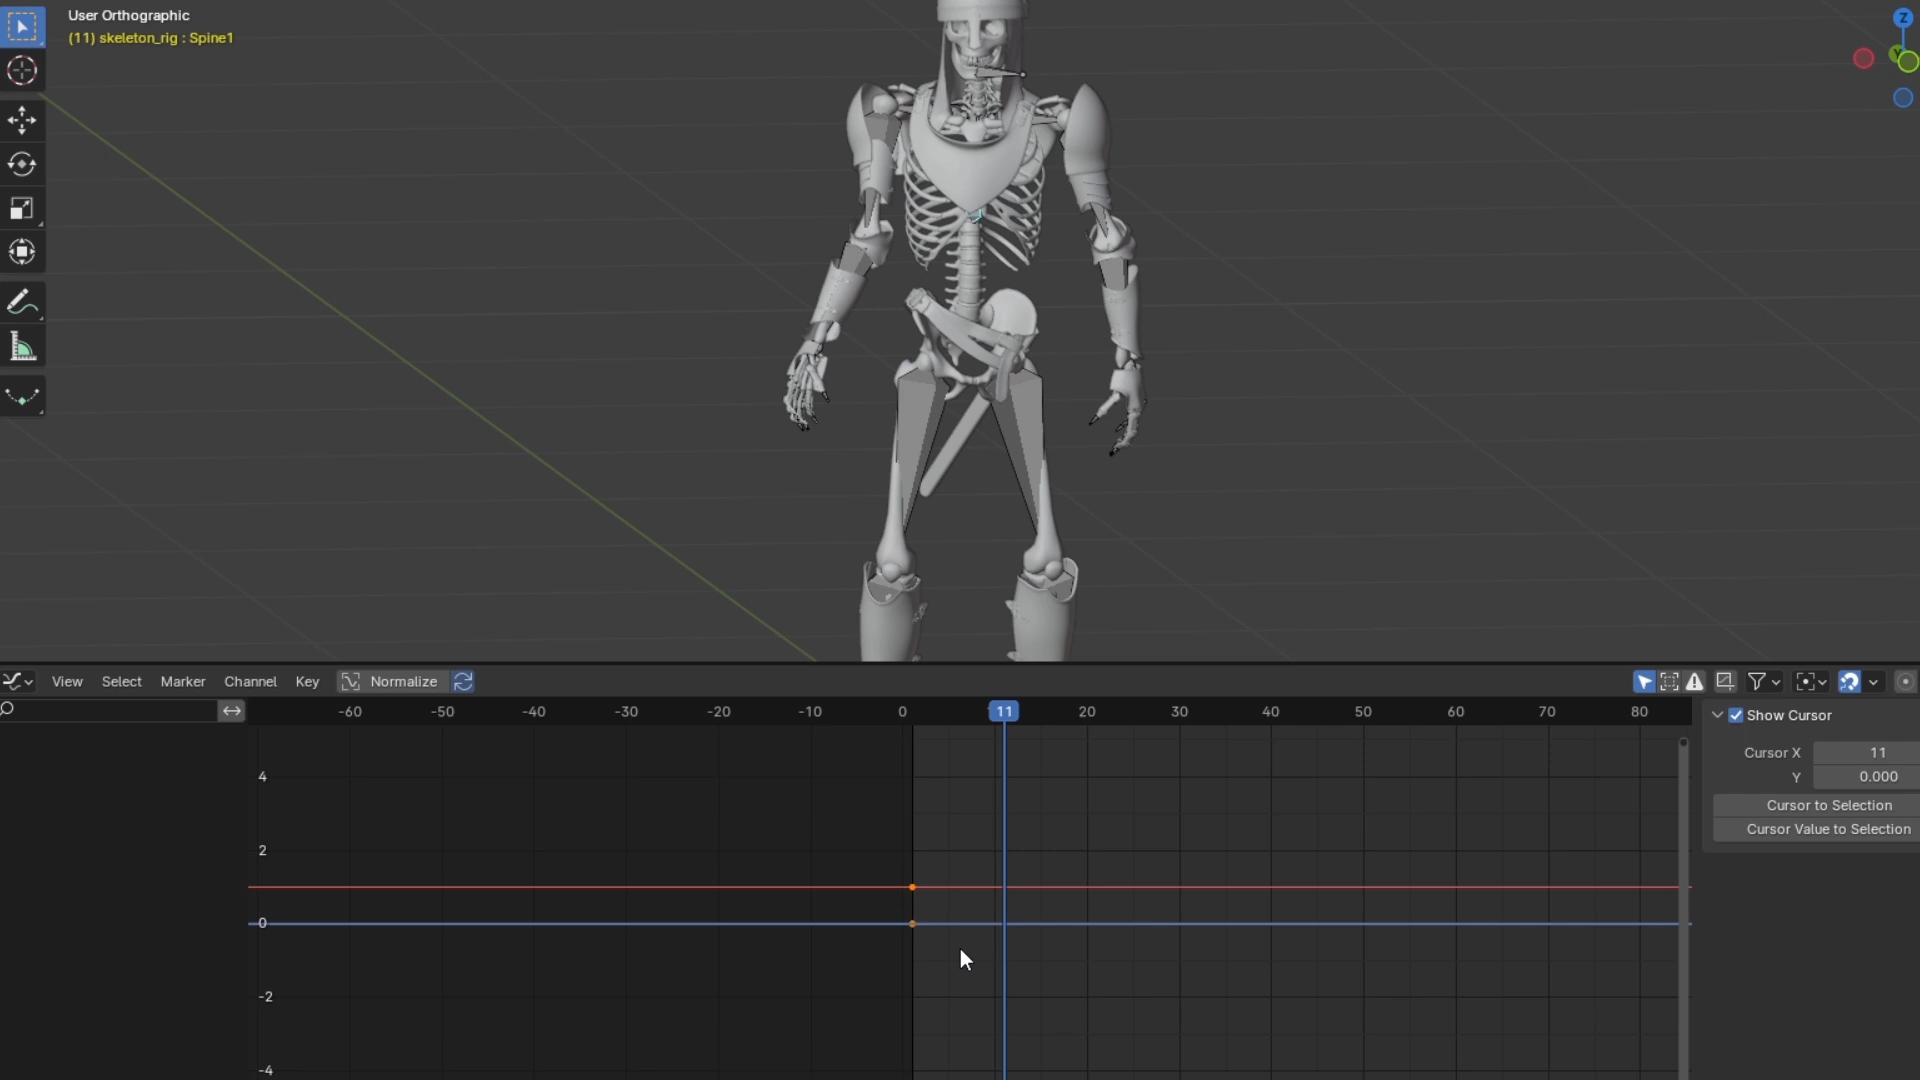 User Orthographic
(11) skeleton_rig : Spine1
Z
Y
View Select Marker Channel Key Normalize
-60 -50 -40 -30 -20 -10 0 11 20 30 40 50 60 70 80
Show Cursor
Cursor X 11
Y 0.000
Cursor to Selection
Cursor Value to Selection
4
2
0
-2
-4